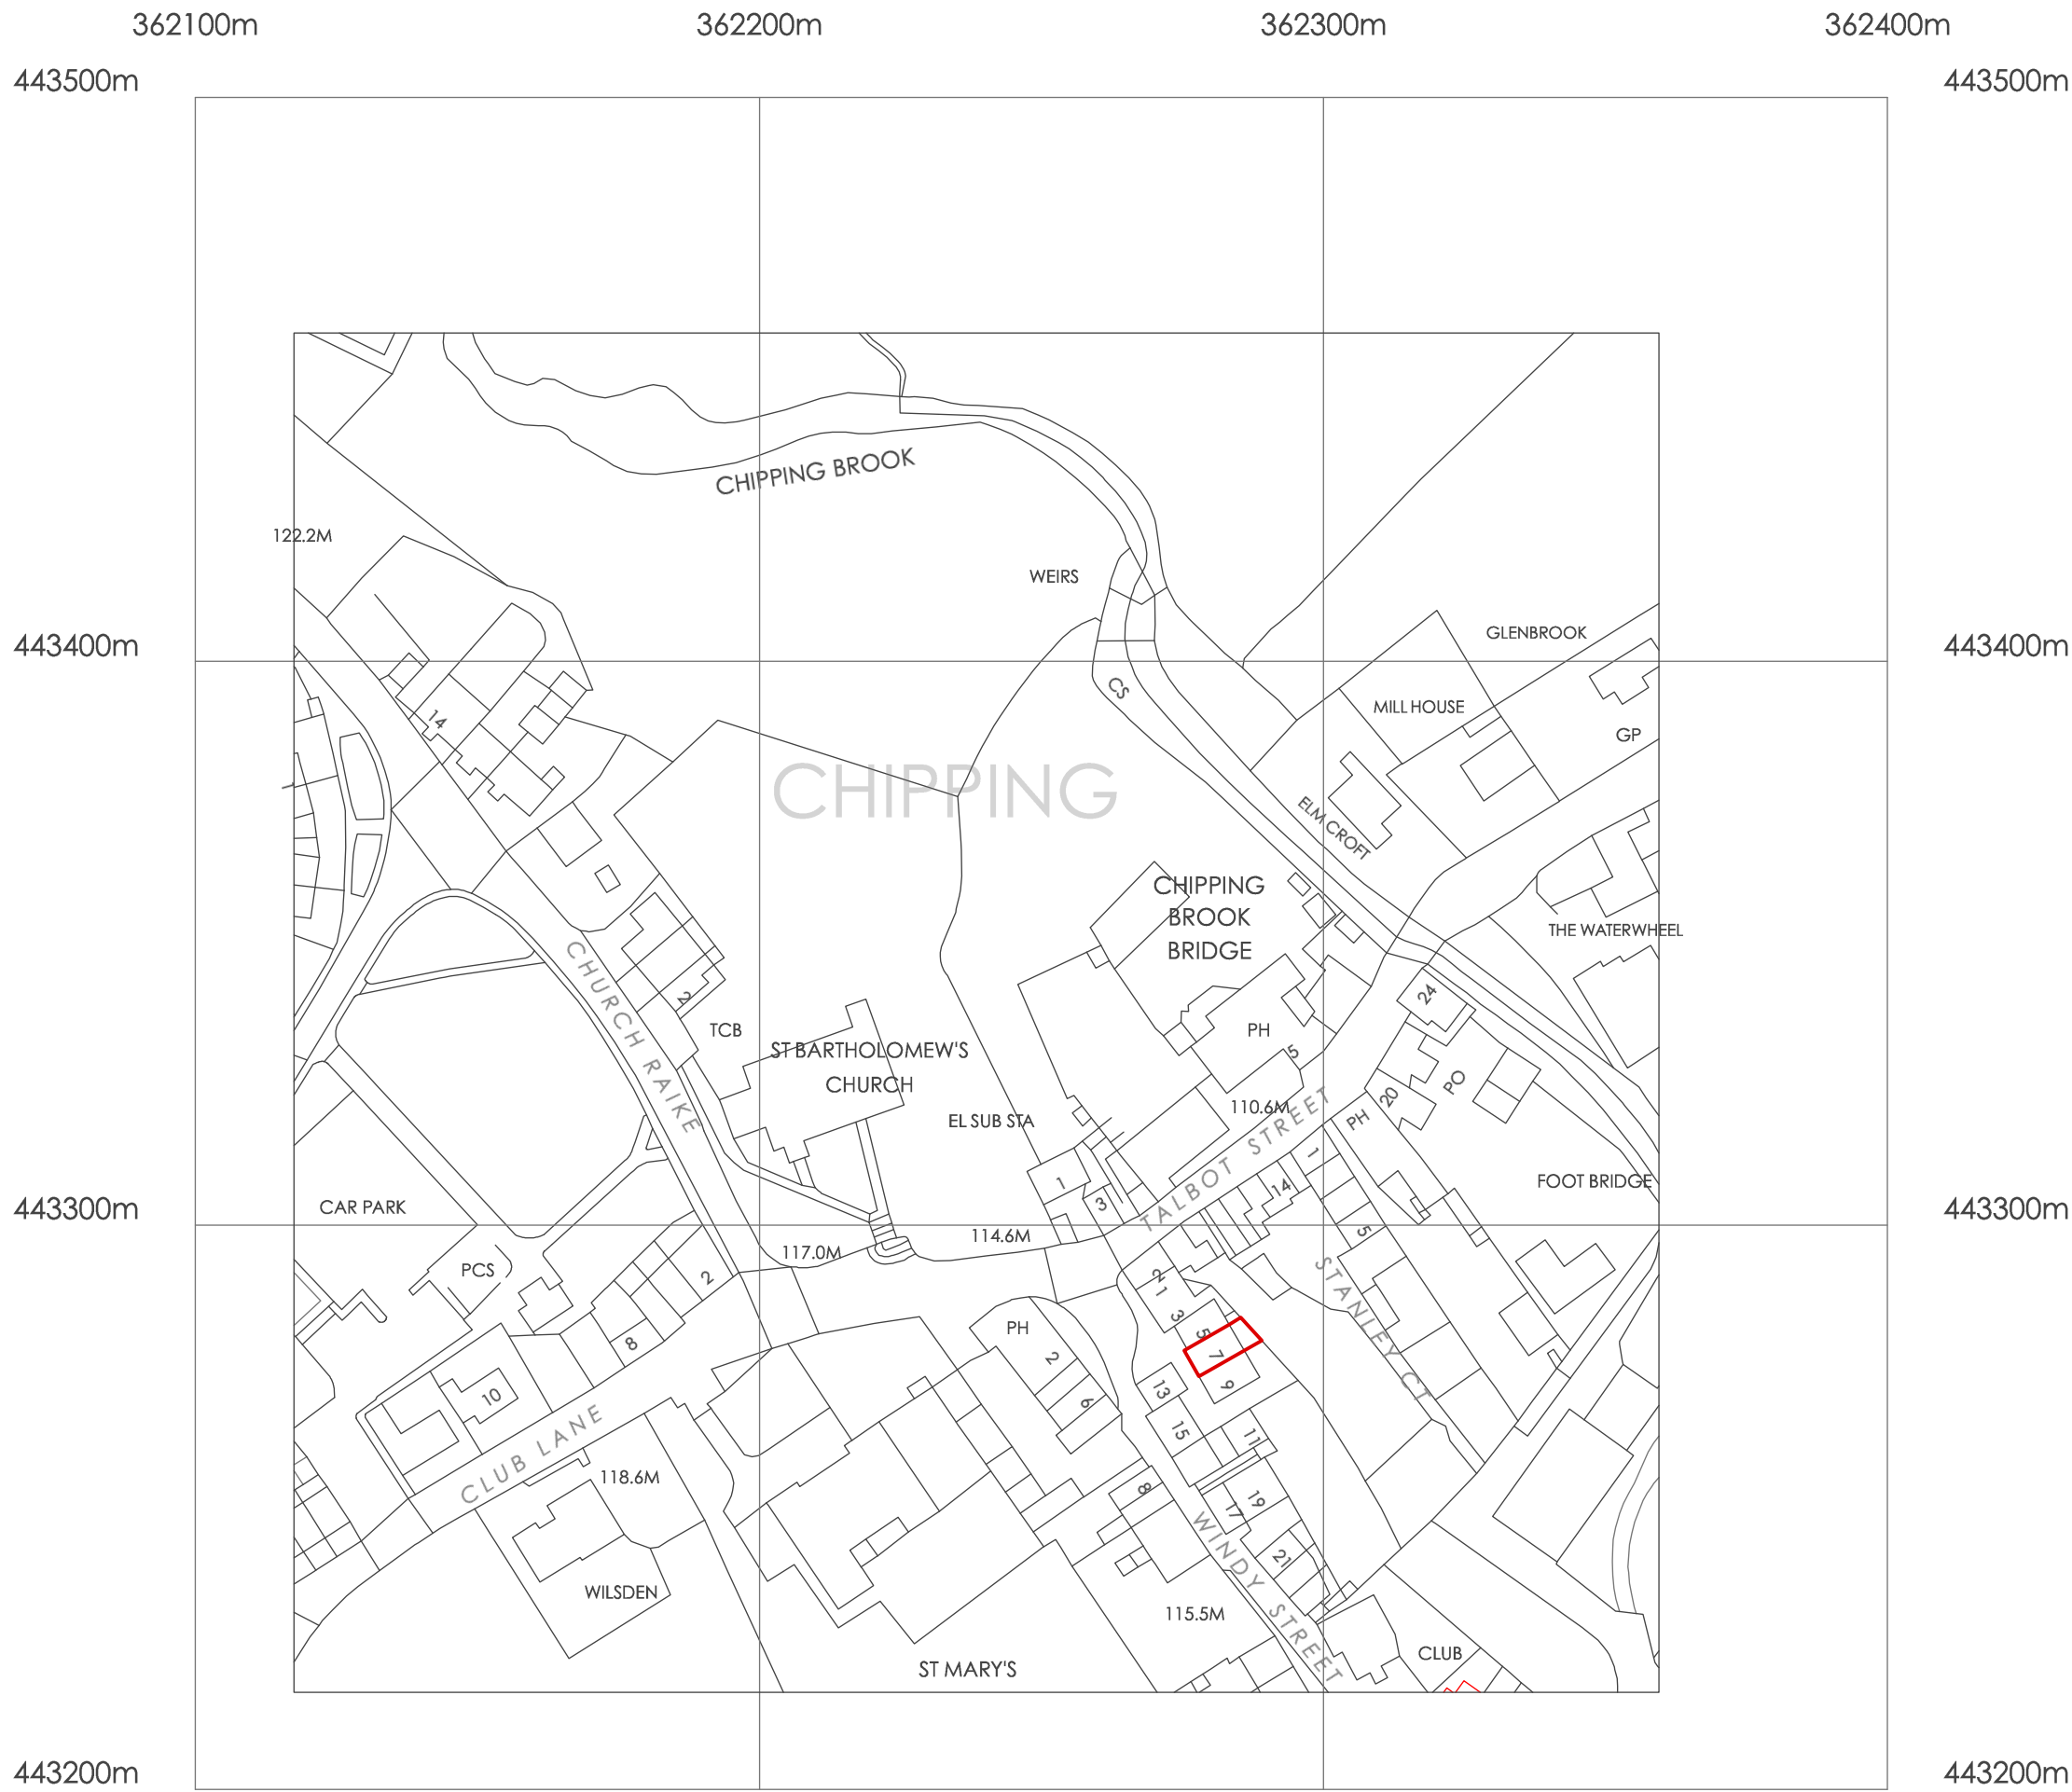 362100m 362200m 362300m 362400m
443500m 443500m
CHIPPING BROOK
122.2M
WEIRS
GLENBROOK
443400m 443400m
CS
MILL HOUSE
14
GP
CHIPPING
ELM CROFT
CHIPPING
BROOK
BRIDGE
THE WATERWHEEL
CHURCH RAIKE
2
24
TCB
PH
5
ST BARTHOLOMEW'S
CHURCH
PO
20
110.6M
EL SUB STA
PH
TALBOT STREET
1
FOOT BRIDGE
1
14
3
CAR PARK
443300m 443300m
5
114.6M
117.0M
PCS
2
2
1
STANLEY CT
3
PH
5
8
2
7
9
13
10
6
CLUB LANE
15
11
118.6M
8
19
17
WINDY STREET
21
WILSDEN
115.5M
CLUB
ST MARY'S
443200m 443200m